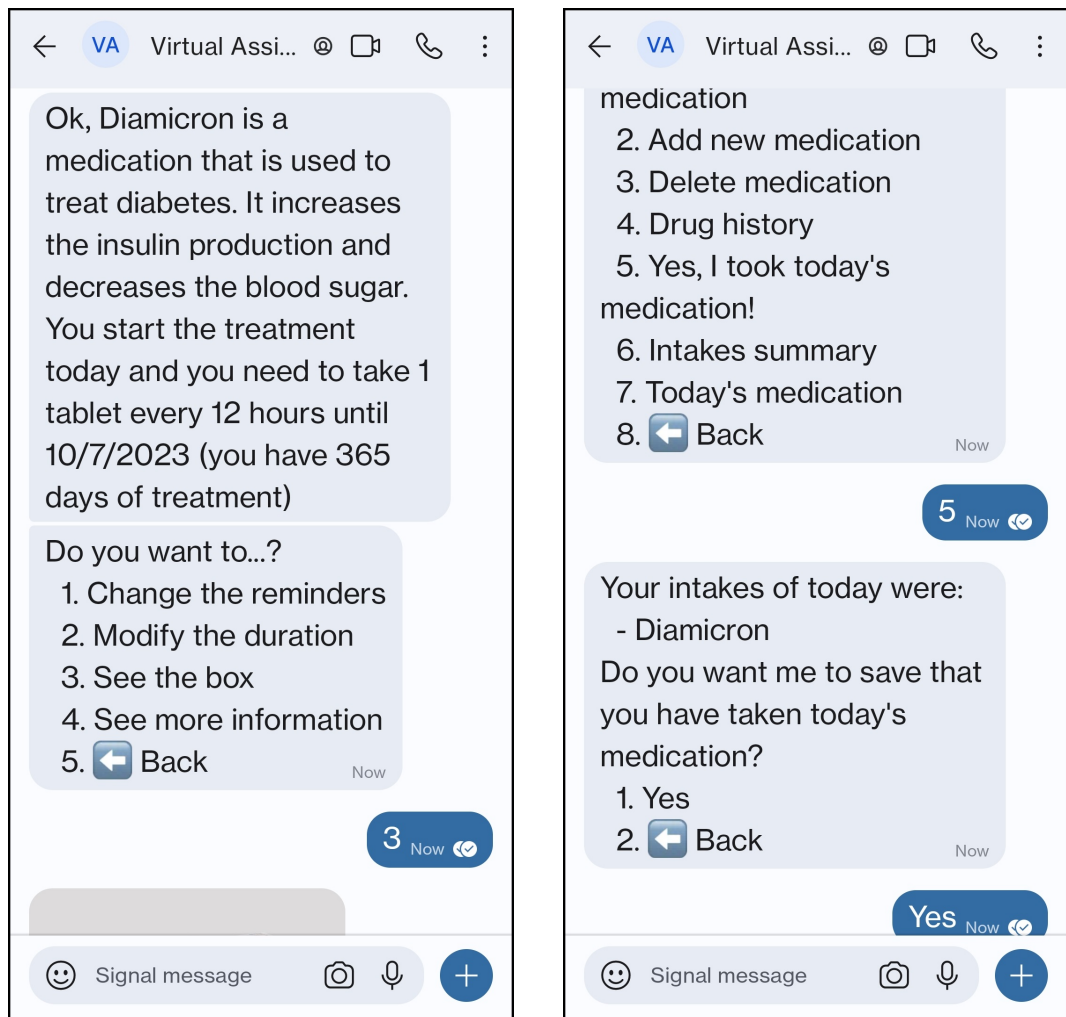 VA Virtual Assi...
Ok, Diamicron is a
medication that is used to
treat diabetes. It increases
the insulin production and
decreases the blood sugar.
You start the treatment
today and you need to take 1
tablet every 12 hours until
10/7/2023 (you have 365
days of treatment)
Do you want to...?
1. Change the reminders
2. Modify the duration
3. See the box
4. See more information
5. ⬅️ Back
Now
3 Now
Signal message
VA Virtual Assi...
medication
2. Add new medication
3. Delete medication
4. Drug history
5. Yes, I took today's
medication!
6. Intakes summary
7. Today's medication
8. ⬅️ Back
Now
5 Now
Your intakes of today were:
- Diamicron
Do you want me to save that
you have taken today's
medication?
1. Yes
2. ⬅️ Back
Now
Yes Now
Signal message